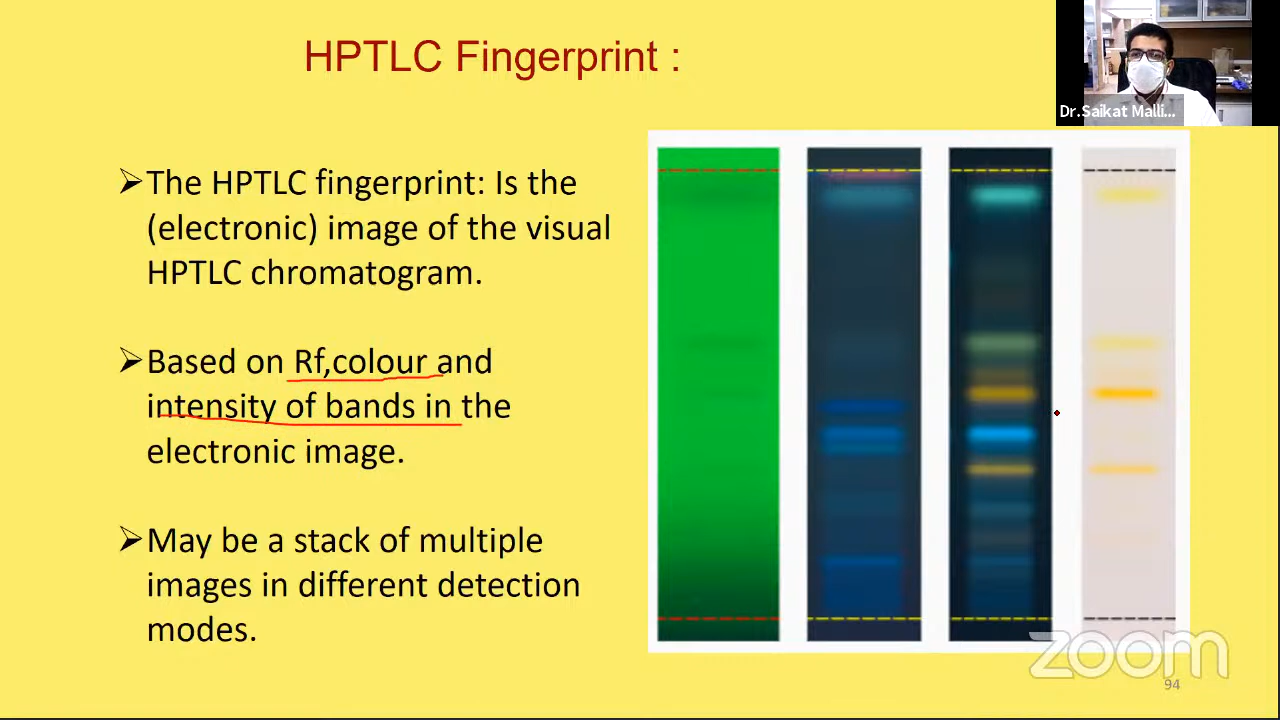 HPTLC Fingerprint :
Dr.Saikat Malli...
➢The HPTLC fingerprint: Is the
(electronic) image of the visual
HPTLC chromatogram.
➢Based on Rf,colour and
intensity of bands in the
electronic image.
➢May be a stack of multiple
images in different detection
modes.
zoom
94